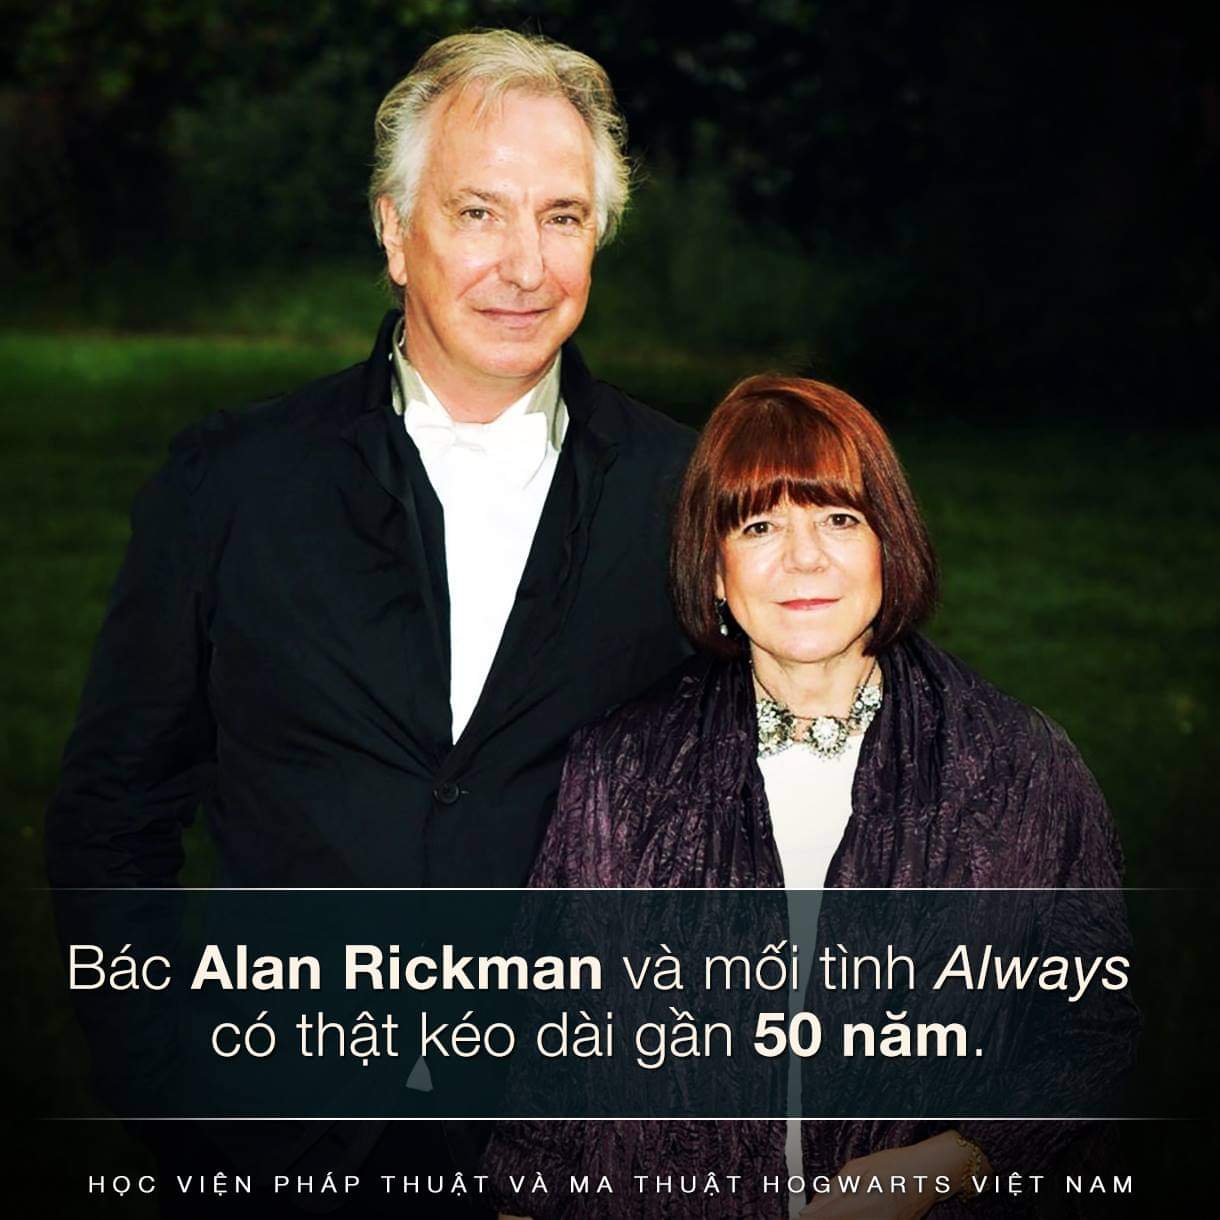 Bác Alan Rickman và mối tình Always
có thật kéo dài gần 50 năm.
HỌC VIỆN PHÁP THUẬT VÀ MA THUẬT HOGWARTS VIỆT NAM